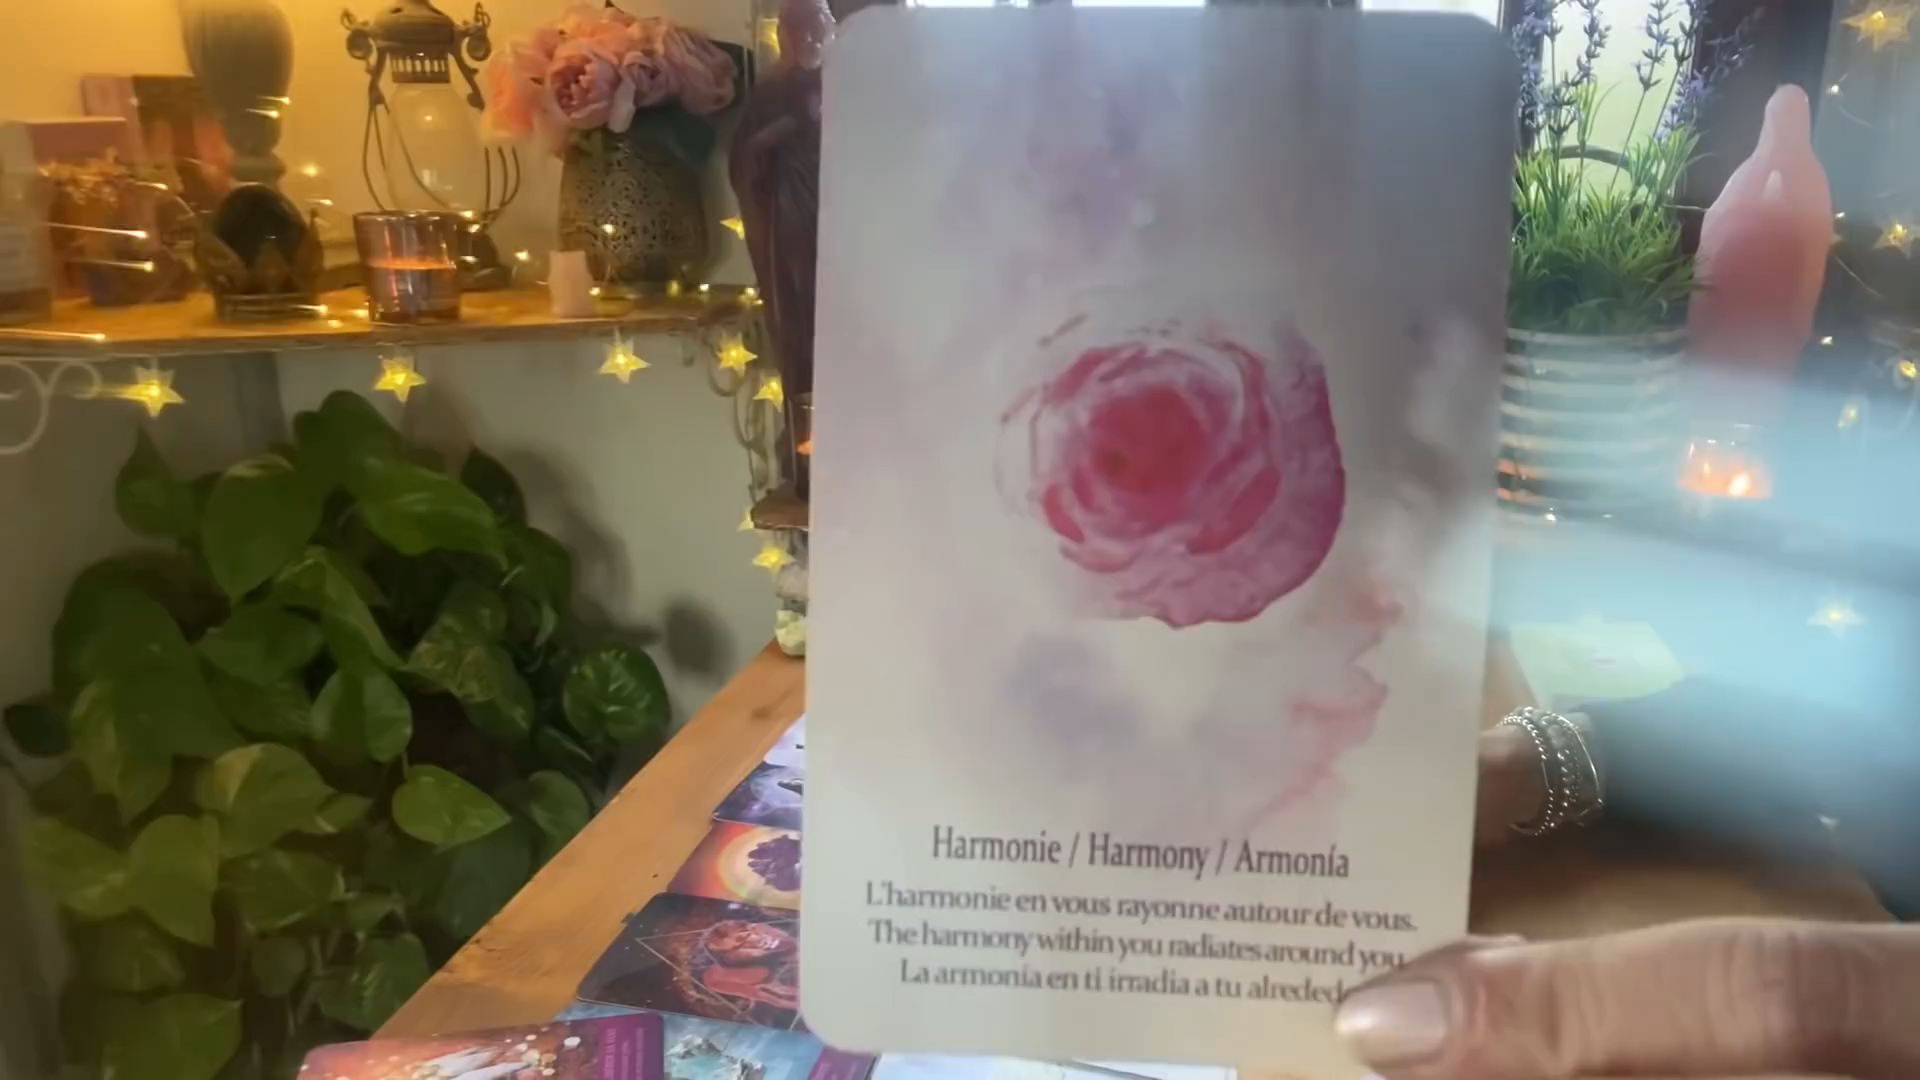 Harmonie / Harmony / Armonía
L'harmonie en vous rayonne autour de vous.
The harmony within you radiates around you.
La armonía en ti irradia a tu